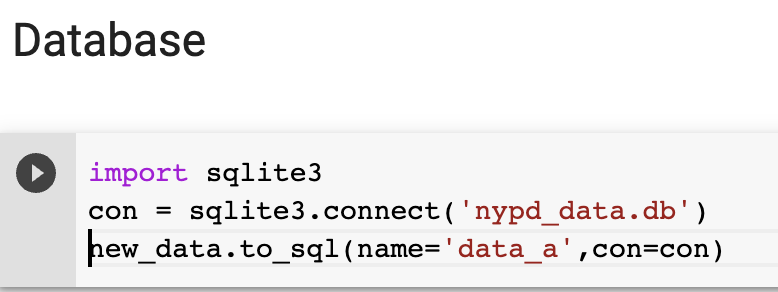 Database
import sqlite3
con = sqlite3.connect('nypd_data.db')
new_data.to_sql(name='data_a',con=con)